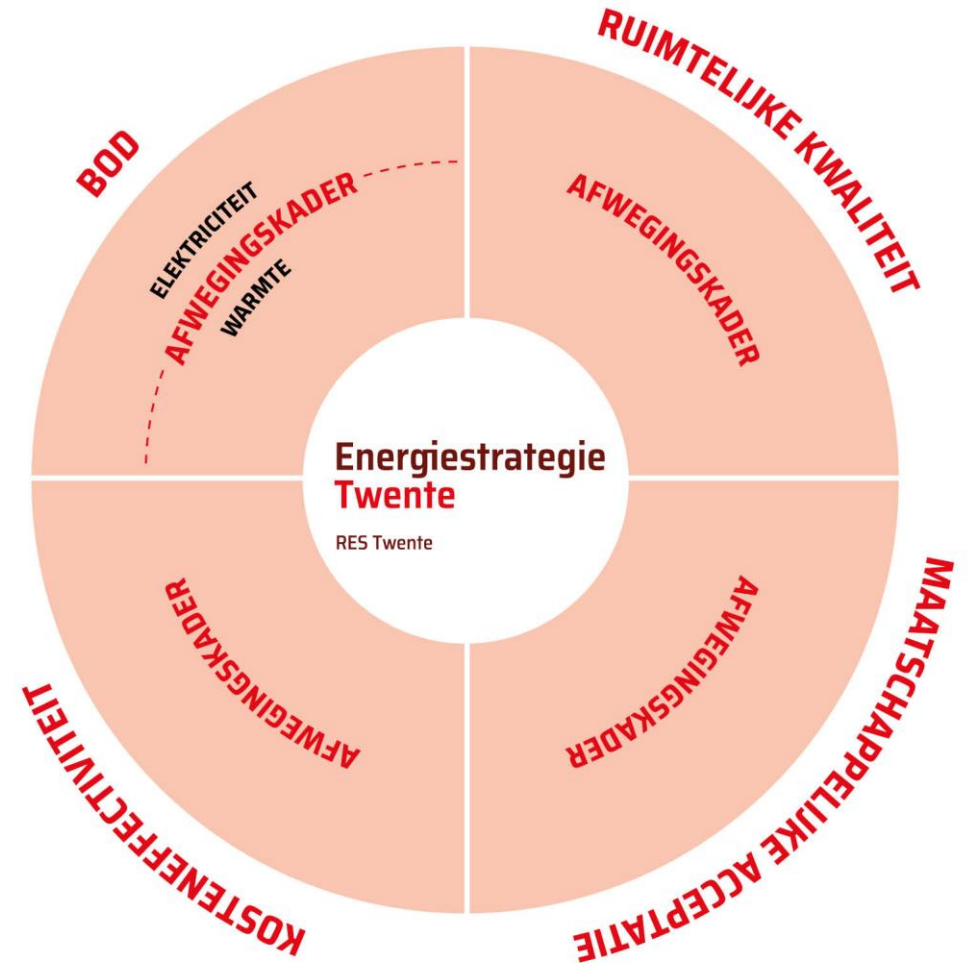 BOD
ELEKTRICITEIT
AFWEGINGSKADER
WARMTE
RUIMTELIJKE KWALITEIT
AFWEGINGSKADER
Energiestrategie
Twente
RES Twente
MAATSCHAPPELIJKE ACCEPTATIE
AFWEGINGSKADER
KOSTENEFFECTIVITEIT
AFWEGINGSKADER